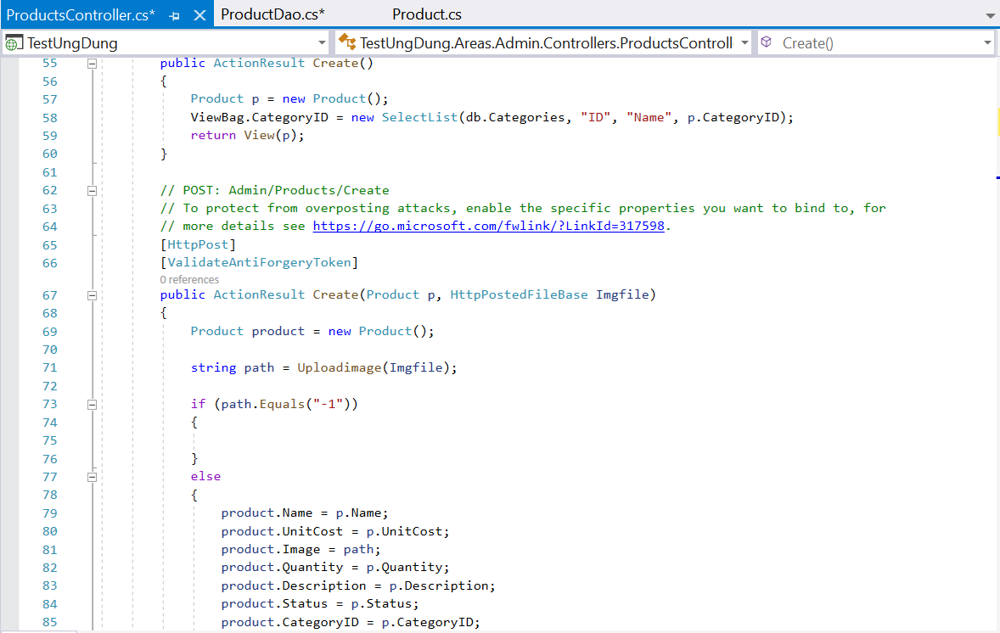 ProductsController.cs* ProductDao.cs* Product.cs
TestUngDung TestUngDung.Areas.Admin.Controllers.ProductsControll Create()
55 public ActionResult Create()
56 {
57 Product p = new Product();
58 ViewBag.CategoryID = new SelectList(db.Categories, "ID", "Name", p.CategoryID);
59 return View(p);
60 }
61
62 // POST: Admin/Products/Create
63 // To protect from overposting attacks, enable the specific properties you want to bind to, for
64 // more details see https://go.microsoft.com/fwlink/?LinkId=317598.
65 [HttpPost]
66 [ValidateAntiForgeryToken]
0 references
67 public ActionResult Create(Product p, HttpPostedFileBase Imgfile)
68 {
69 Product product = new Product();
70
71 string path = Uploadimage(Imgfile);
72
73 if (path.Equals("-1"))
74 {
75
76 }
77 else
78 {
79 product.Name = p.Name;
80 product.UnitCost = p.UnitCost;
81 product.Image = path;
82 product.Quantity = p.Quantity;
83 product.Description = p.Description;
84 product.Status = p.Status;
85 product.CategoryID = p.CategoryID;